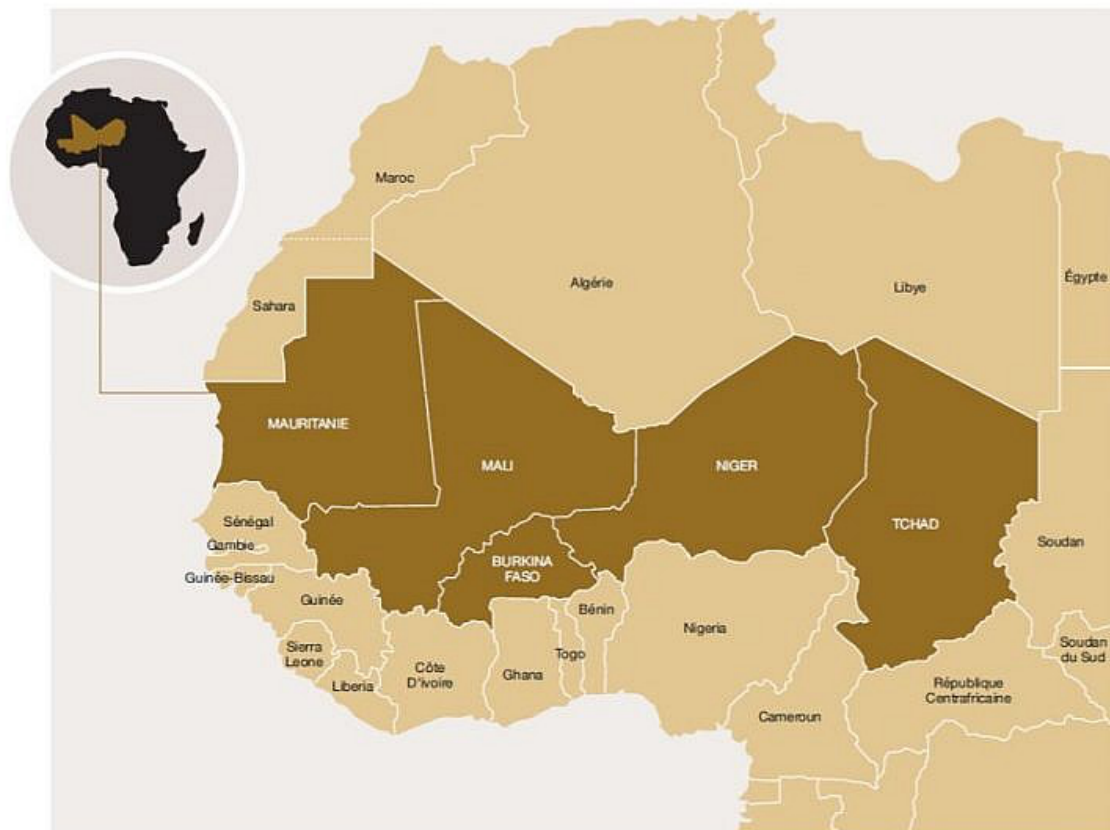 Maroc
Algérie
Libye
Égypte
Sahara
MAURITANIE
MALI
NIGER
TCHAD
Sénégal
Gambie
Guinée-Bissau
Guinée
Sierra
Leone
Liberia
Côte
D'ivoire
BURKINA
FASO
Ghana
Togo
Bénin
Nigeria
Cameroun
Soudan
Soudan
du Sud
République
Centrafricaine